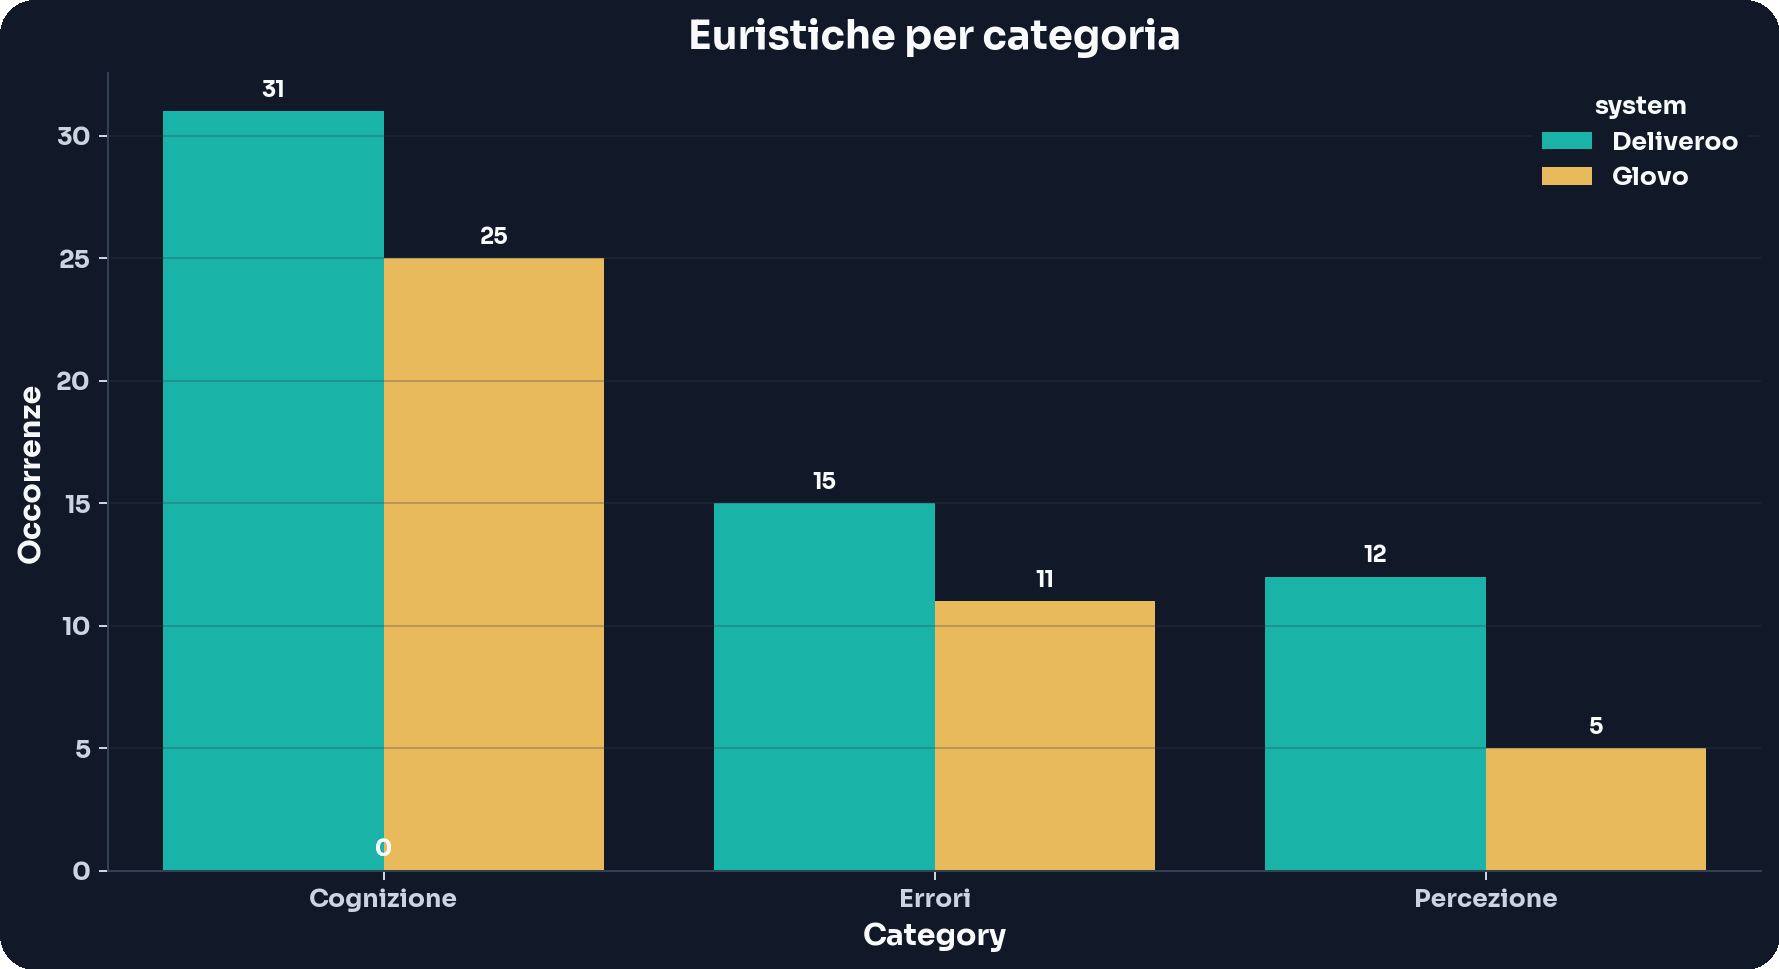 Euristiche per categoria
31
30
system
Deliveroo
Glovo
25
25
20
15
15
12
11
10
5
5
0
0
Occorrenze
Cognizione
Errori
Percezione
Category